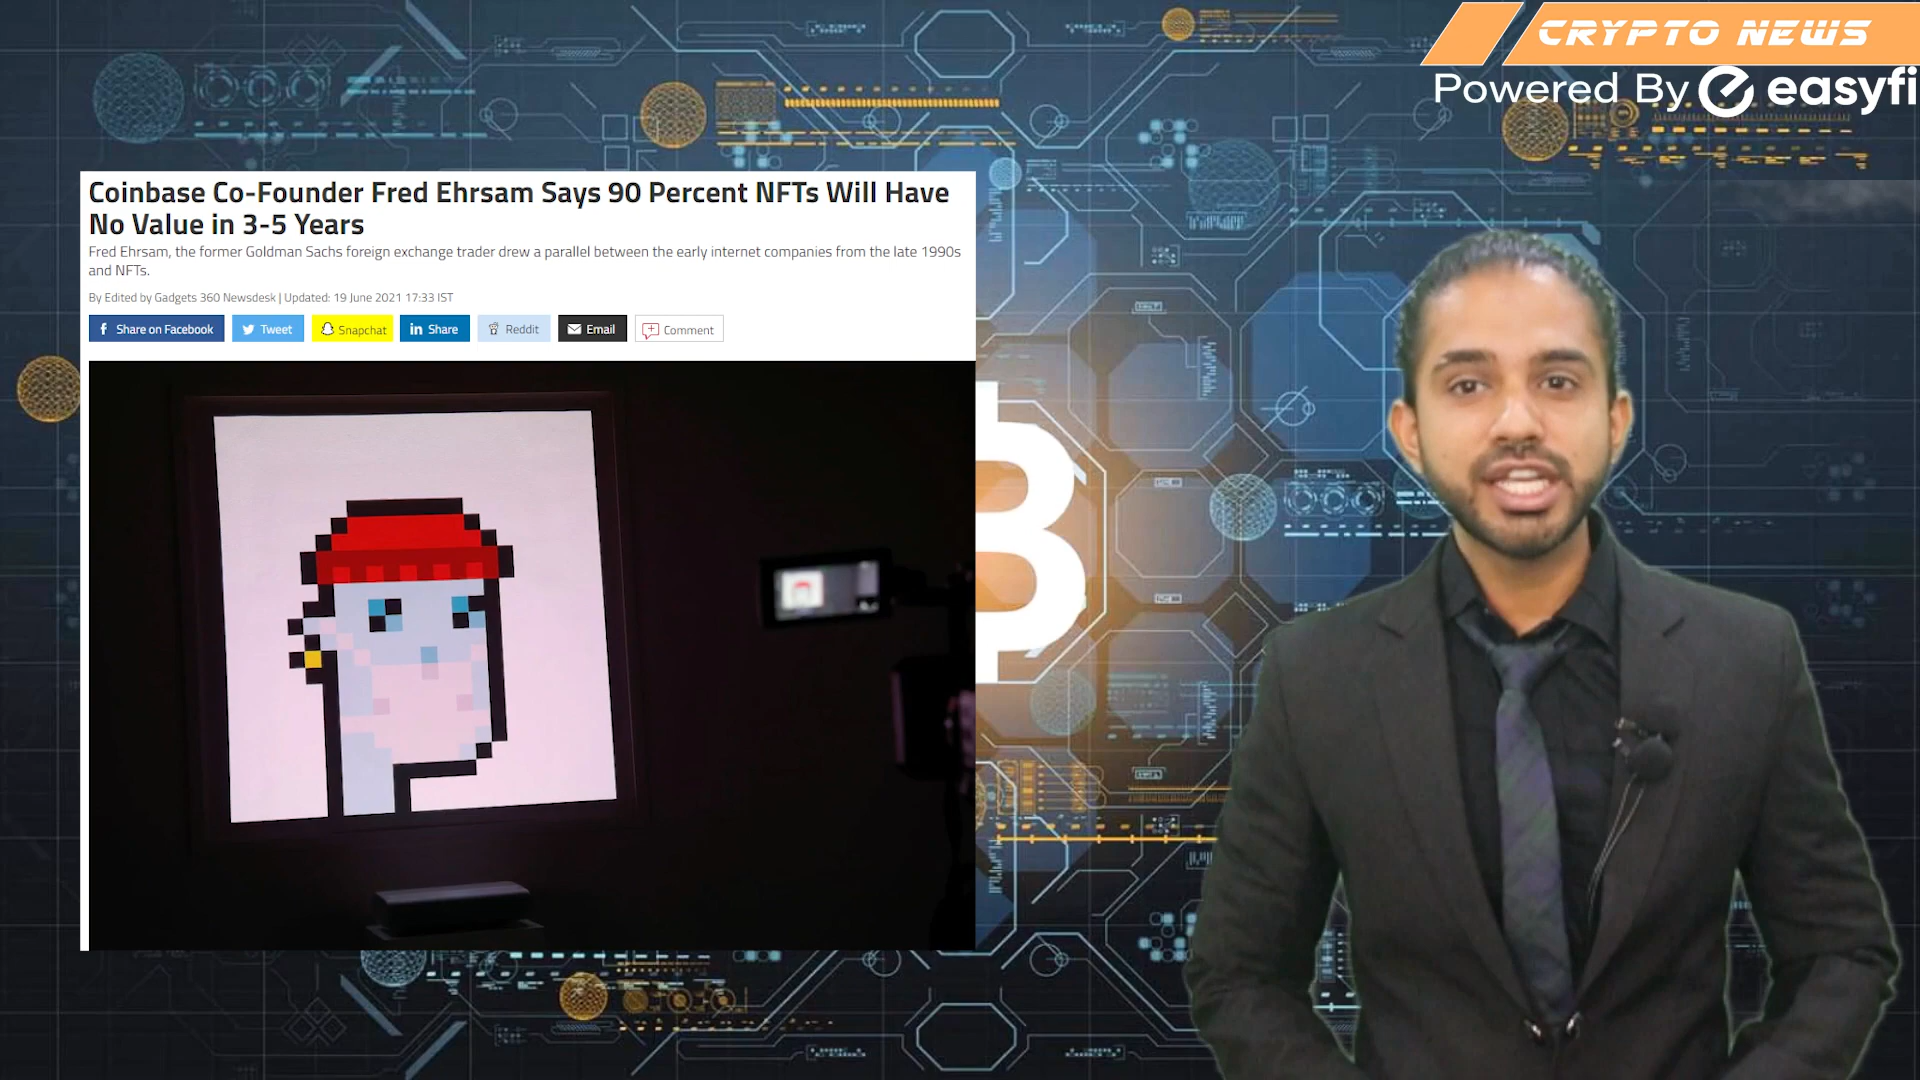 CRYPTO NEWS
Powered By easyfi
Coinbase Co-Founder Fred Ehrsam Says 90 Percent NFTs Will Have
No Value in 3-5 Years
Fred Ehrsam, the former Goldman Sachs foreign exchange trader drew a parallel between the early internet companies from the late 1990s
and NFTs.
By Edited by Gadgets 360 Newsdesk | Updated: 19 June 2021 17:33 IST
f Share on Facebook Tweet Snapchat in Share Reddit Email Comment